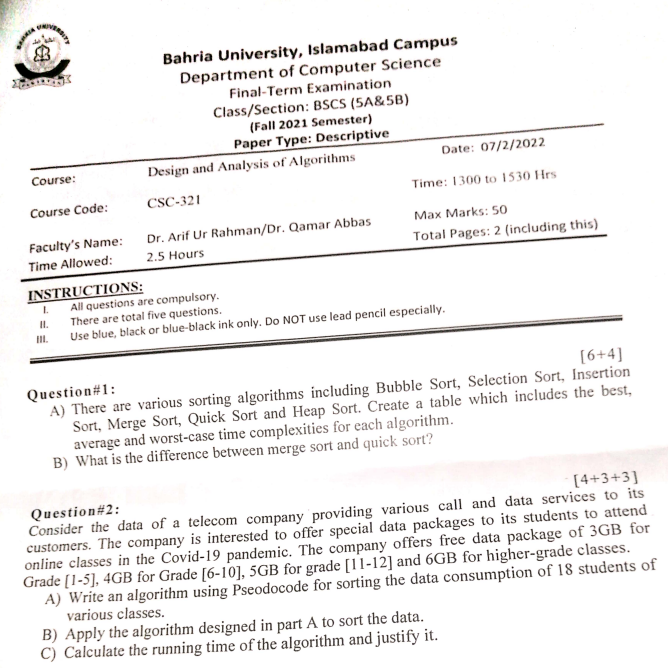 BAHRIA UNIVERSITY
Bahria University, Islamabad Campus
Department of Computer Science
Final-Term Examination
Class/Section: BSCS (5A&5B)
(Fall 2021 Semester)
Paper Type: Descriptive
Course: Design and Analysis of Algorithms Date: 07/2/2022
Course Code: CSC-321 Time: 1300 to 1530 Hrs
Faculty's Name: Dr. Arif Ur Rahman/Dr. Qamar Abbas Max Marks: 50
Time Allowed: 2.5 Hours Total Pages: 2 (including this)
INSTRUCTIONS:
I. All questions are compulsory.
II. There are total five questions.
III. Use blue, black or blue-black ink only. Do NOT use lead pencil especially.
Question#1: [6+4]
A) There are various sorting algorithms including Bubble Sort, Selection Sort, Insertion
Sort, Merge Sort, Quick Sort and Heap Sort. Create a table which includes the best,
average and worst-case time complexities for each algorithm.
B) What is the difference between merge sort and quick sort?
Question#2: [4+3+3]
Consider the data of a telecom company providing various call and data services to its
customers. The company is interested to offer special data packages to its students to attend
online classes in the Covid-19 pandemic. The company offers free data package of 3GB for
Grade [1-5], 4GB for Grade [6-10], 5GB for grade [11-12] and 6GB for higher-grade classes.
A) Write an algorithm using Pseodocode for sorting the data consumption of 18 students of
various classes.
B) Apply the algorithm designed in part A to sort the data.
C) Calculate the running time of the algorithm and justify it.